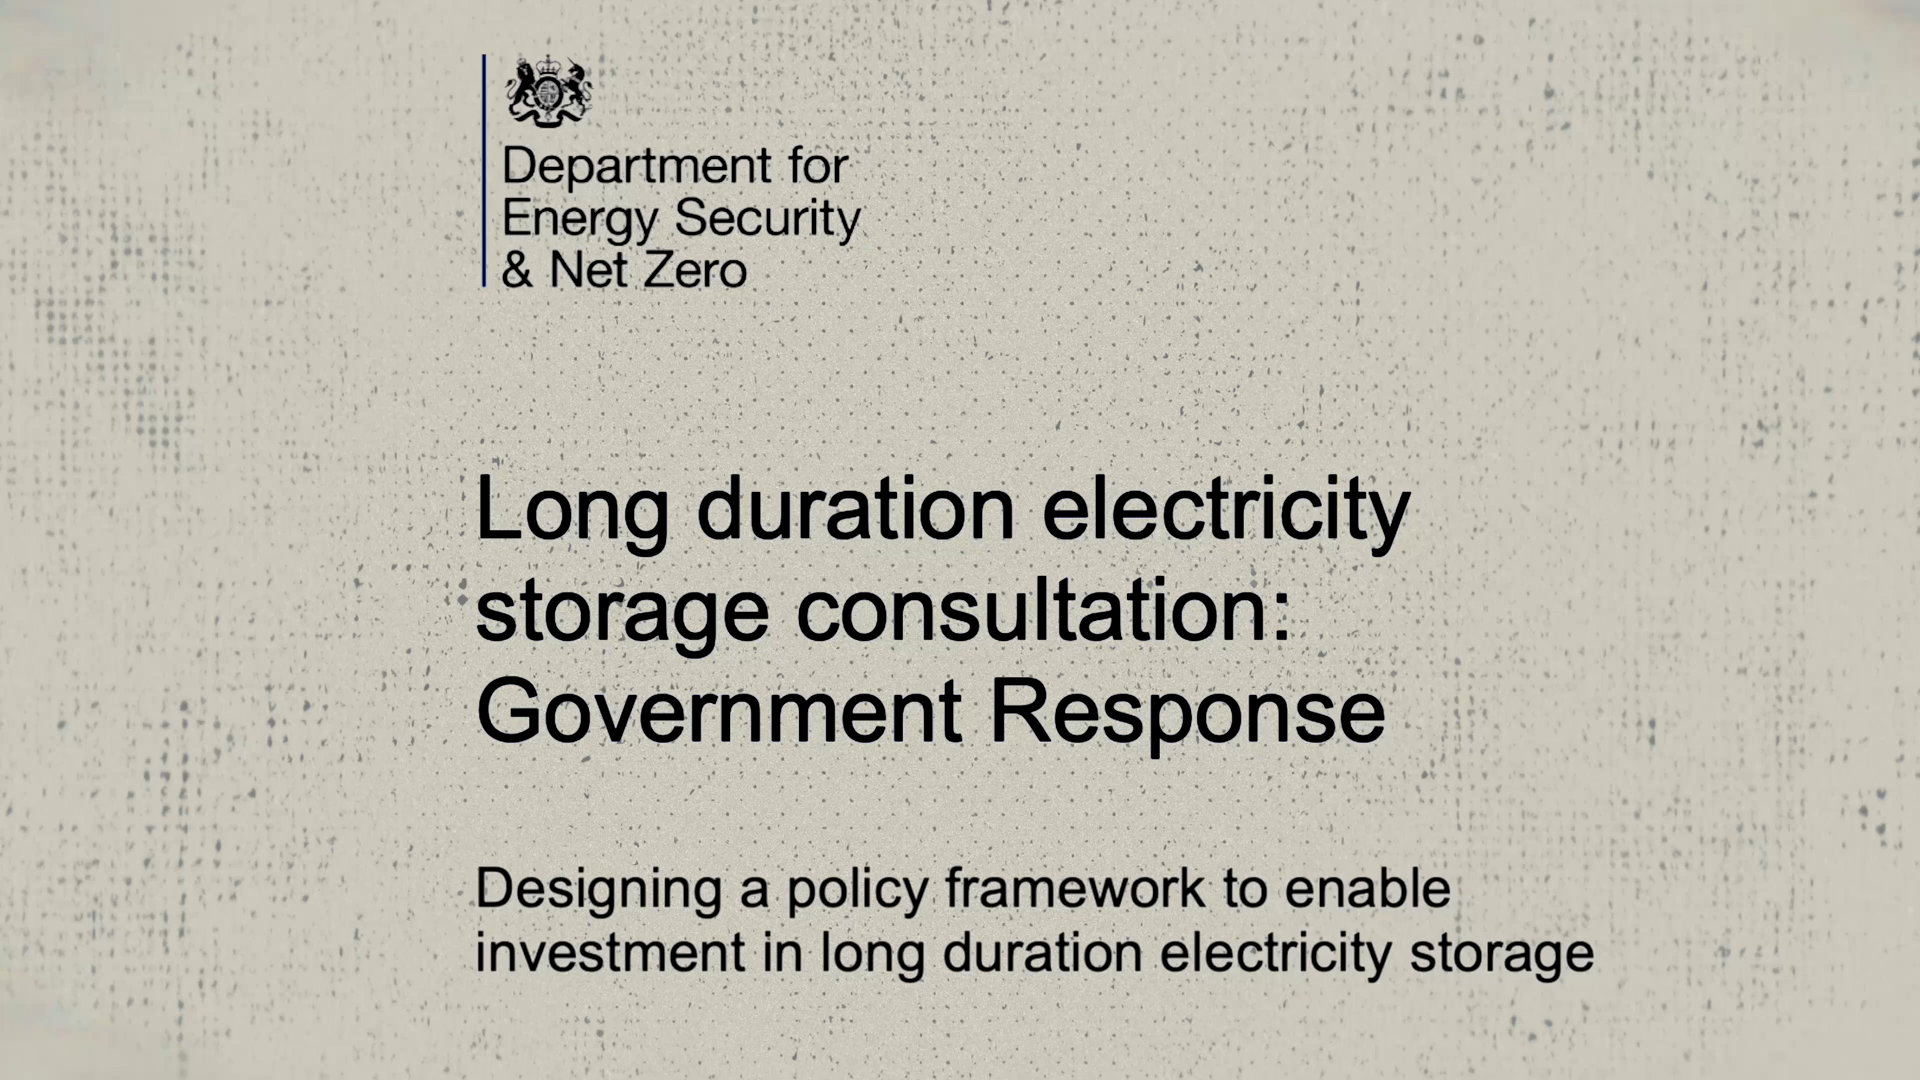 Department for
Energy Security
& Net Zero
Long duration electricity
storage consultation:
Government Response
Designing a policy framework to enable
investment in long duration electricity storage